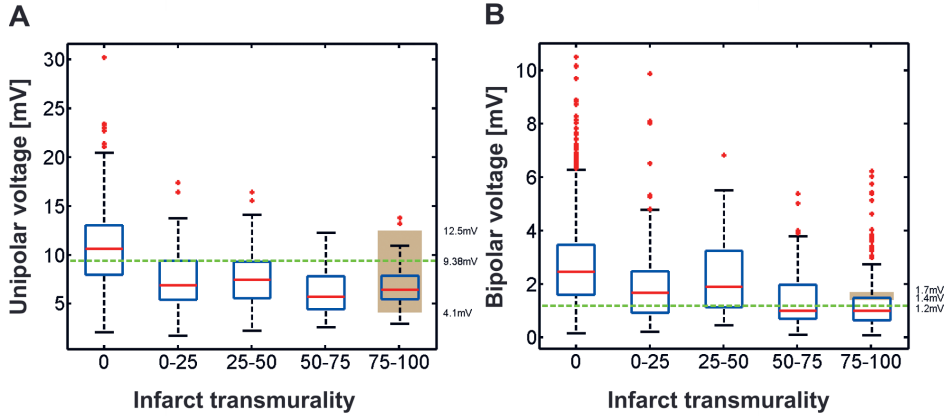 A
Unipolar voltage [mV]
30
25
20
15
10
5
12.5mV
9.38mV
4.1mV
0 0-25 25-50 50-75 75-100
Infarct transmurality
B
Bipolar voltage [mV]
10
8
6
4
2
0
1.7mV
1.4mV
1.2mV
0 0-25 25-50 50-75 75-100
Infarct transmurality